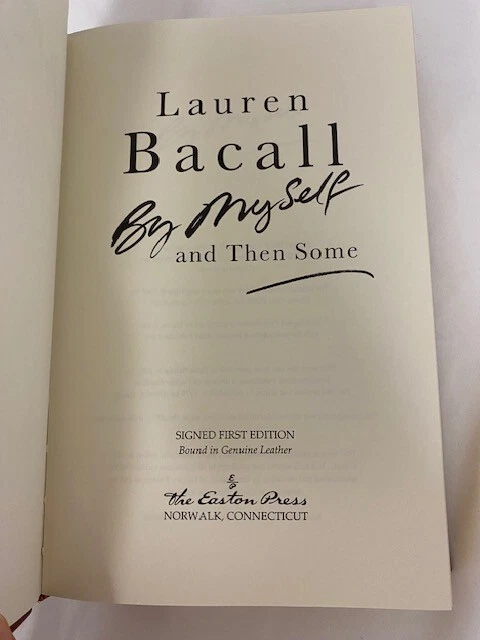 Lauren
Bacall
By Myself
and Then Some
SIGNED FIRST EDITION
Bound in Genuine Leather
E
P
The Easton Press
NORWALK, CONNECTICUT